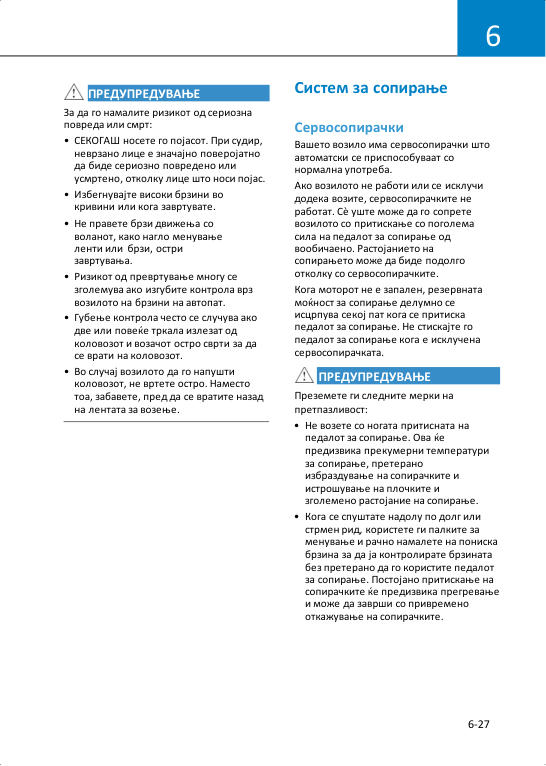 6
ПРЕДУПРЕДУВАЊЕ
За да го намалите ризикот од сериозна
повреда или смрт:
• СЕКОГАШ носете го појасот. При судир,
неврзано лице е значајно поверојатно
да биде сериозно повредено или
усмртено, отколку лице што носи појас.
• Избегнувајте високи брзини во
кривини или кога завртувате.
• Не правете брзи движења со
воланот, како нагло менување
ленти или брзи, остри
завртувања.
• Ризикот од превртување многу се
зголемува ако изгубите контрола врз
возилото на брзини на автопат.
• Губење контрола често се случува ако
две или повеќе тркала излезат од
коловозот и возачот остро сврти за да
се врати на коловозот.
• Во случај возилото да го напушти
коловозот, не вртете остро. Наместо
тоа, забавете, пред да се вратите назад
на лентата за возење.
Систем за сопирање
Сервосопирачки
Вашето возило има сервосопирачки што
автоматски се приспособуваат со
нормална употреба.
Ако возилото не работи или се исклучи
додека возите, сервосопирачките не
работат. Сѐ уште може да го сопрете
возилото со притискање со поголема
сила на педалот за сопирање од
вообичаено. Растојанието на
сопирањето може да биде подолго
отколку со сервосопирачките.
Кога моторот не е запален, резервната
моќност за сопирање делумно се
исцрпува секој пат кога се притиска
педалот за сопирање. Не стискајте го
педалот за сопирање кога е исклучена
сервосопирачката.
ПРЕДУПРЕДУВАЊЕ
Преземете ги следните мерки на
претпазливост:
• Не возете со ногата притисната на
педалот за сопирање. Ова ќе
предизвика прекумерни температури
за сопирање, претерано
избраздување на сопирачките и
истрошување на плочките и
зголемено растојание на сопирање.
• Кога се спуштате надолу по долг или
стрмен рид, користете ги палките за
менување и рачно намалете на пониска
брзина за да ја контролирате брзината
без претерано да го користите педалот
за сопирање. Постојано притискање на
сопирачките ќе предизвика прегревање
и може да заврши со привремено
откажување на сопирачките.
6-27